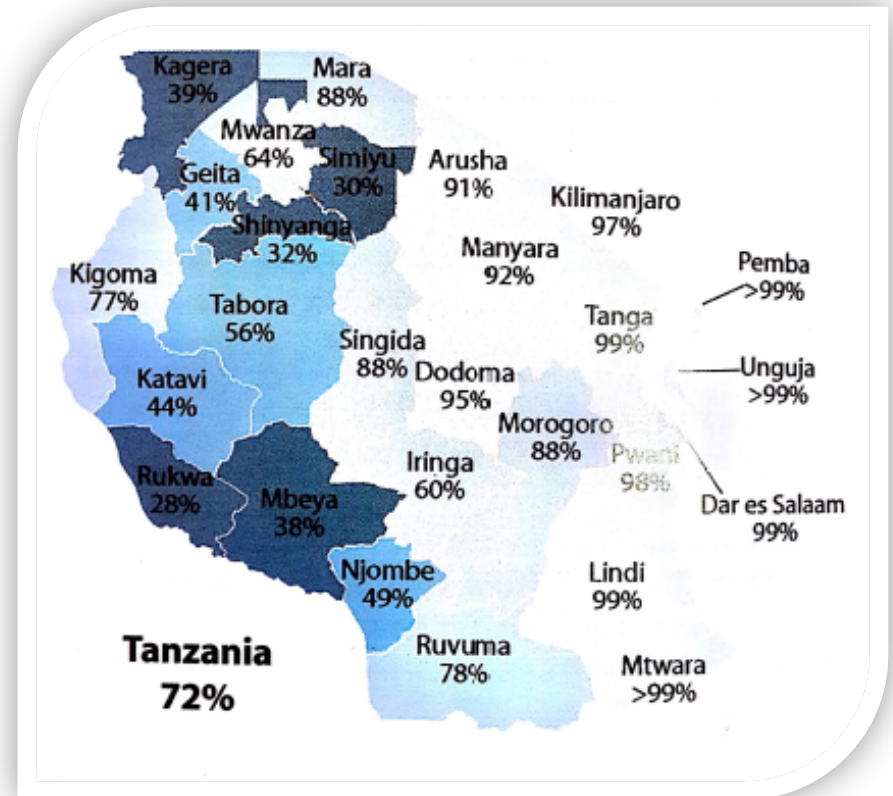 Kagera
39%
Mara
88%
Mwanza
64%
Simiyu
30%
Arusha
91%
Geita
41%
Kilimanjaro
97%
Shinyanga
32%
Manyara
92%
Kigoma
77%
Pemba
>99%
Tabora
56%
Tanga
99%
Singida
88%
Dodoma
95%
Unguja
>99%
Katavi
44%
Morogoro
88%
Pwani
98%
Iringa
60%
Rukwa
28%
Mbeya
38%
Dar es Salaam
99%
Njombe
49%
Lindi
99%
Ruvuma
78%
Mtwara
>99%
Tanzania
72%